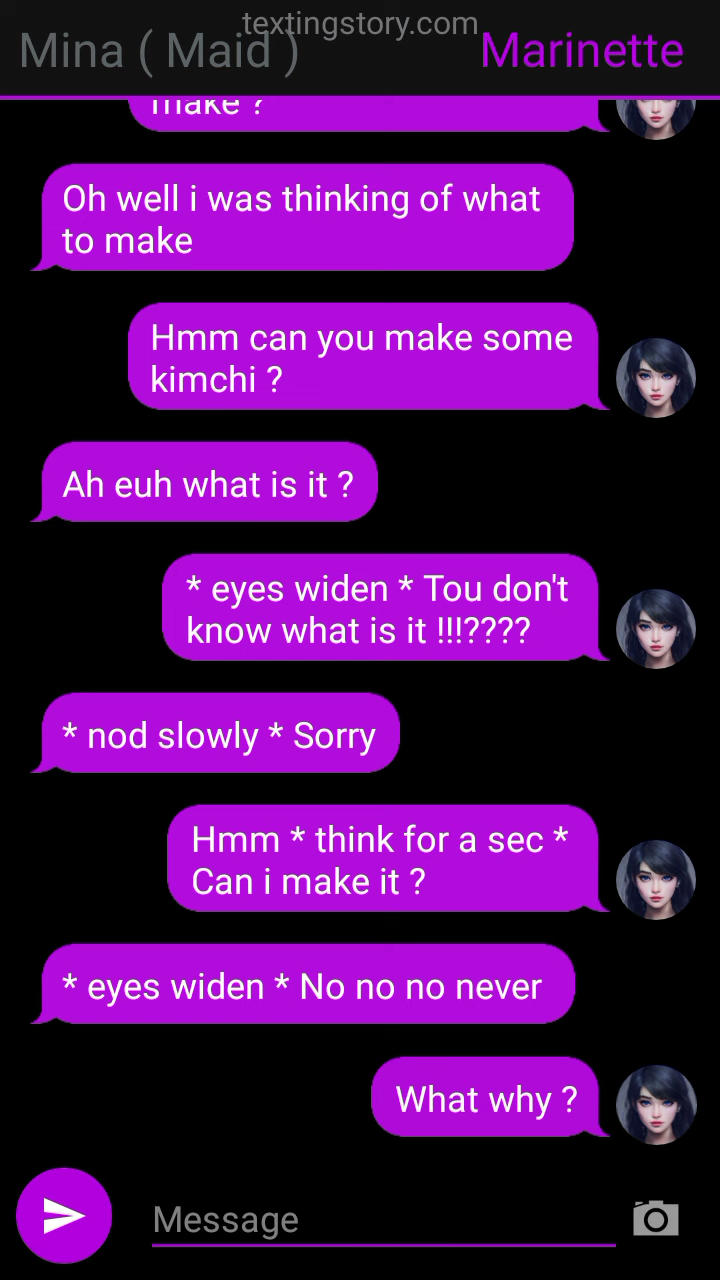 textingstory.com
Mina ( Maid )
Marinette
make ?
Oh well i was thinking of what
to make
Hmm can you make some
kimchi ?
Ah euh what is it ?
* eyes widen * Tou don't
know what is it !!!????
* nod slowly * Sorry
Hmm * think for a sec *
Can i make it ?
* eyes widen * No no no never
What why ?
Message